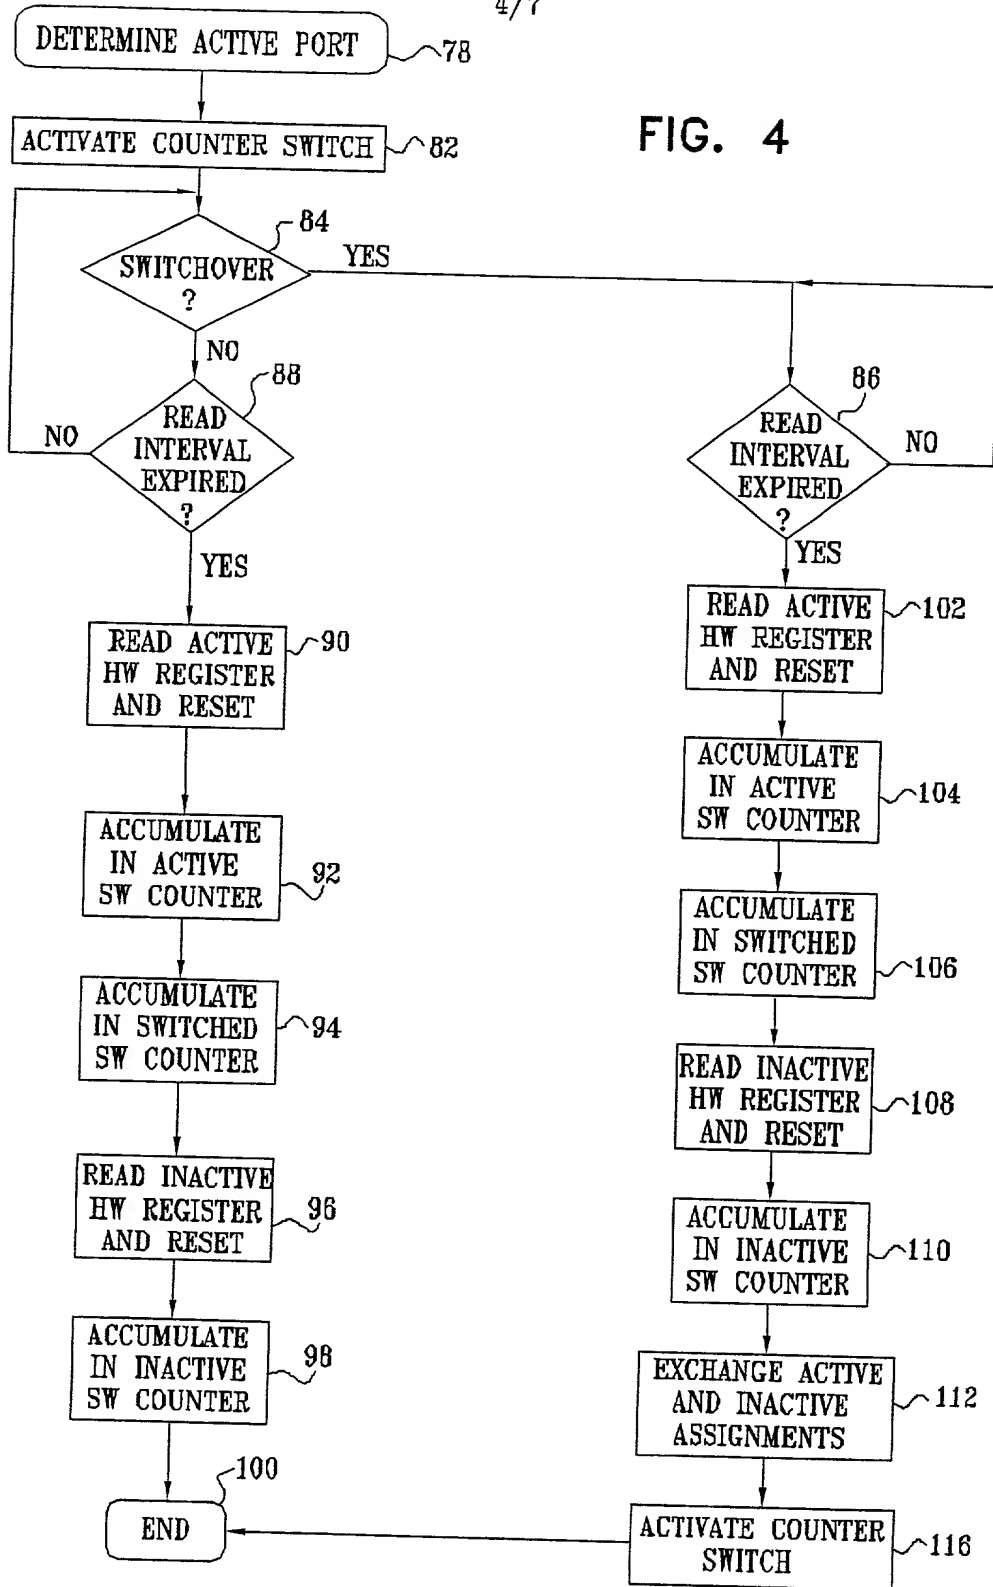 4/7
DETERMINE ACTIVE PORT
78
ACTIVATE COUNTER SWITCH
82
FIG. 4
84
SWITCHOVER
?
YES
NO
88
READ
INTERVAL
EXPIRED
?
NO
YES
86
READ
INTERVAL
EXPIRED
?
NO
YES
READ ACTIVE
HW REGISTER
AND RESET
90
ACCUMULATE
IN ACTIVE
SW COUNTER
92
ACCUMULATE
IN SWITCHED
SW COUNTER
94
READ INACTIVE
HW REGISTER
AND RESET
96
ACCUMULATE
IN INACTIVE
SW COUNTER
98
100
END
READ ACTIVE
HW REGISTER
AND RESET
102
ACCUMULATE
IN ACTIVE
SW COUNTER
104
ACCUMULATE
IN SWITCHED
SW COUNTER
106
READ INACTIVE
HW REGISTER
AND RESET
108
ACCUMULATE
IN INACTIVE
SW COUNTER
110
EXCHANGE ACTIVE
AND INACTIVE
ASSIGNMENTS
112
ACTIVATE COUNTER
SWITCH
116